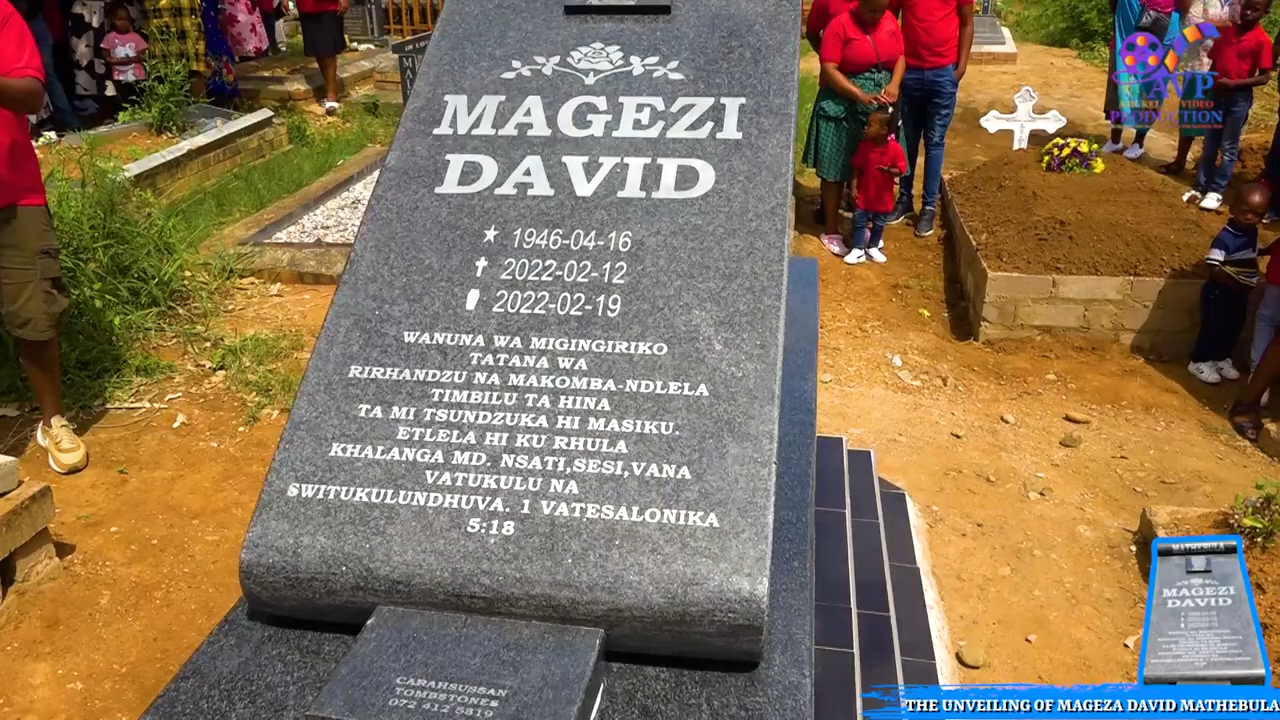 MAGEZI
DAVID
1946-04-16
2022-02-12
2022-02-19
WANUNA WA MIGINGIRIKO
TATANA WA
RIRHANDZU NA MAKOMBA-NDLELA
TIMBILU TA HINA
TA MI TSUNDZUKA HI MASIKU.
ETLELA HI KU RHULA
KHALANGA MD. NSATI,SESI,VANA
VATUKULU NA
SWITUKULUNDHUVA. 1 VATESALONIKA
5:18
CARAHSUSSAN
TOMBSTONES
072 412 5819
IN LO
AVP
VIDEO
PRODUCTION
MATHEBULA
MAGEZI
DAVID
THE UNVEILING OF MAGEZA DAVID MATHEBULA